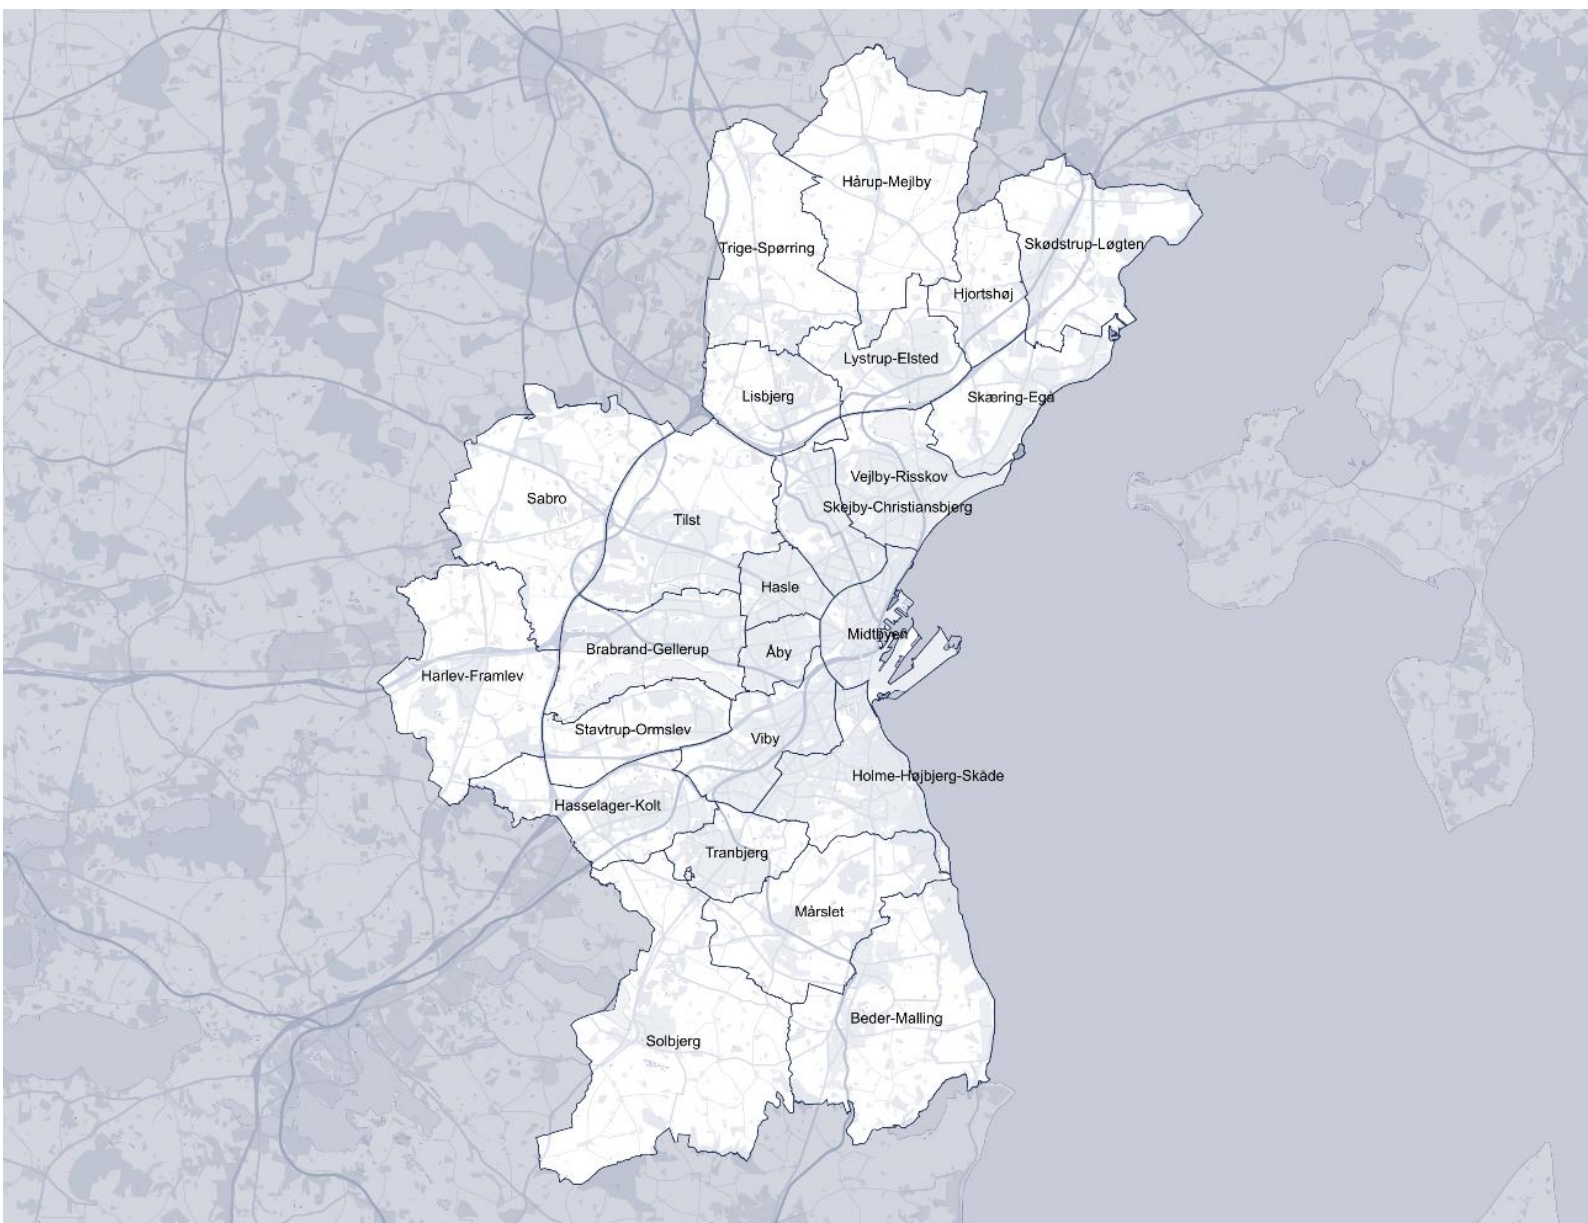 Hårup-Mejlby
Skødstrup-Løgten
Trige-Spørring
Hjortshøj
Lystrup-Elsted
Lisbjerg
Skæring-Egå
Vejlby-Risskov
Sabro
Skejby-Christiansbjerg
Tilst
Hasle
Midtbyen
Brabrand-Gellerup
Åby
Harlev-Framlev
Stavtrup-Ormslev
Viby
Holme-Højbjerg-Skåde
Hasselager-Kolt
Tranbjerg
Mårslet
Beder-Malling
Solbjerg